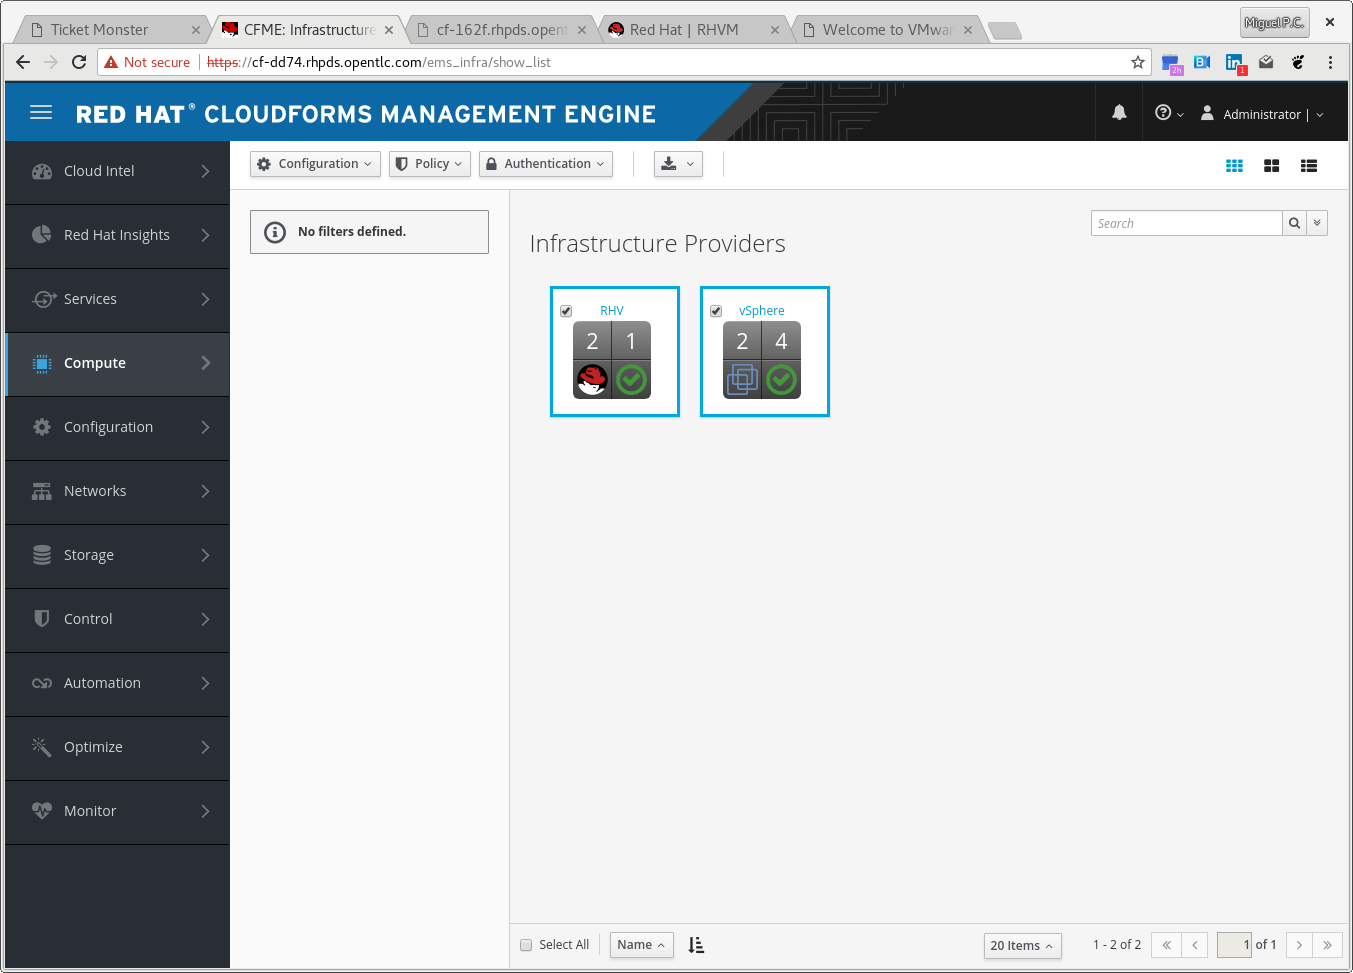 Ticket Monster
CFME: Infrastructure
cf-162f.rhpds.opent
Red Hat | RHVM
Welcome to VMwar
Miguel P.C.
Not secure
https://cf-dd74.rhpds.opentlc.com/ems_infra/show_list
2h
1
RED HAT® CLOUDFORMS MANAGEMENT ENGINE
Administrator |
Cloud Intel
Red Hat Insights
Services
Compute
Configuration
Networks
Storage
Control
Automation
Optimize
Monitor
Configuration
Policy
Authentication
No filters defined.
Search
Infrastructure Providers
RHV
2 1
vSphere
2 4
Select All
Name
20 Items
1 - 2 of 2
1 of 1